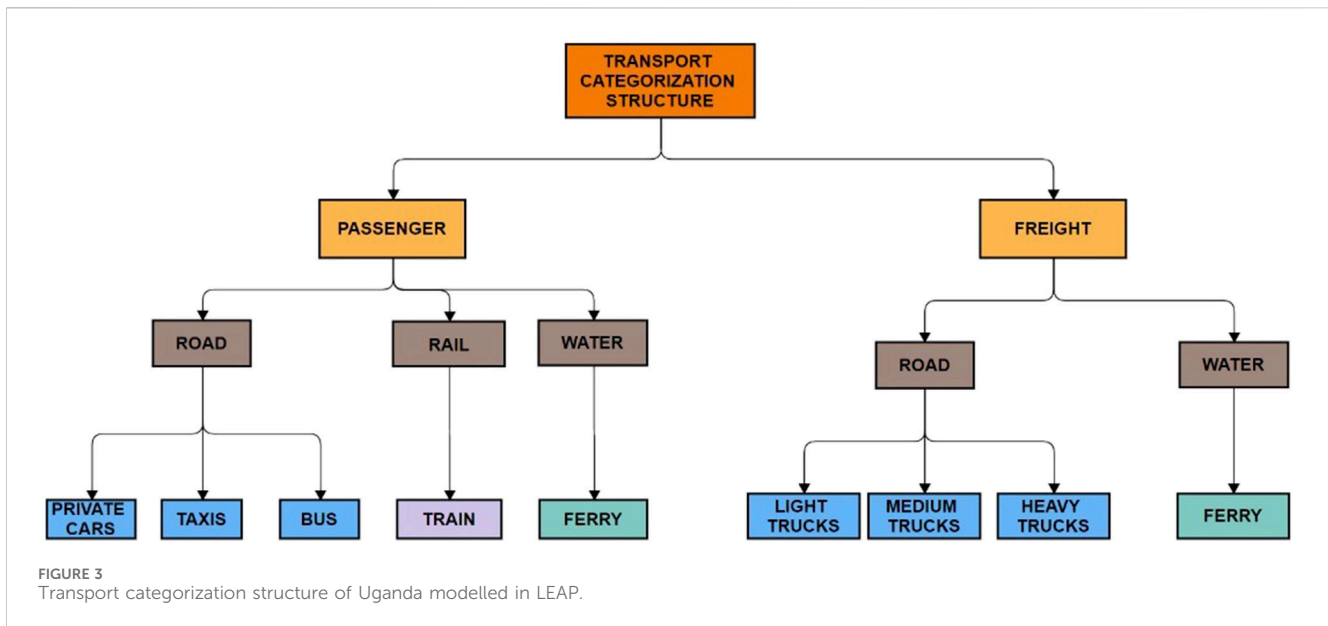 TRANSPORT
CATEGORIZATION
STRUCTURE
PASSENGER
FREIGHT
ROAD
RAIL
WATER
ROAD
WATER
PRIVATE
CARS
TAXIS
BUS
TRAIN
FERRY
LIGHT
TRUCKS
MEDIUM
TRUCKS
HEAVY
TRUCKS
FERRY
FIGURE 3
Transport categorization structure of Uganda modelled in LEAP.